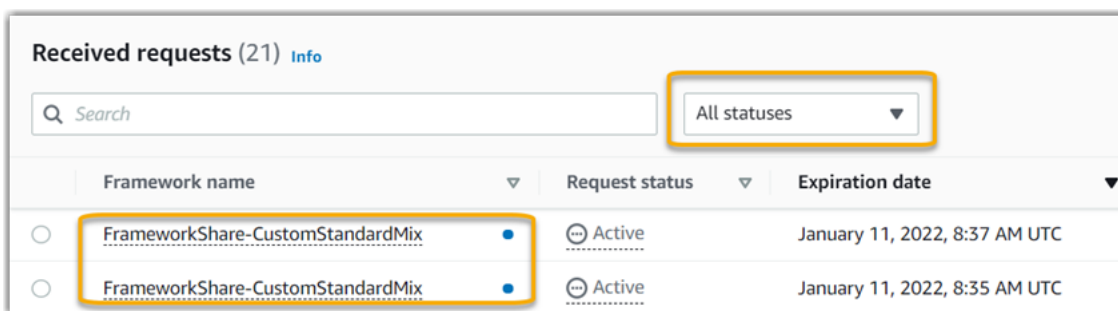 Received requests (21) Info
Search
All statuses
Framework name
Request status
Expiration date
FrameworkShare-CustomStandardMix
Active
January 11, 2022, 8:37 AM UTC
FrameworkShare-CustomStandardMix
Active
January 11, 2022, 8:35 AM UTC